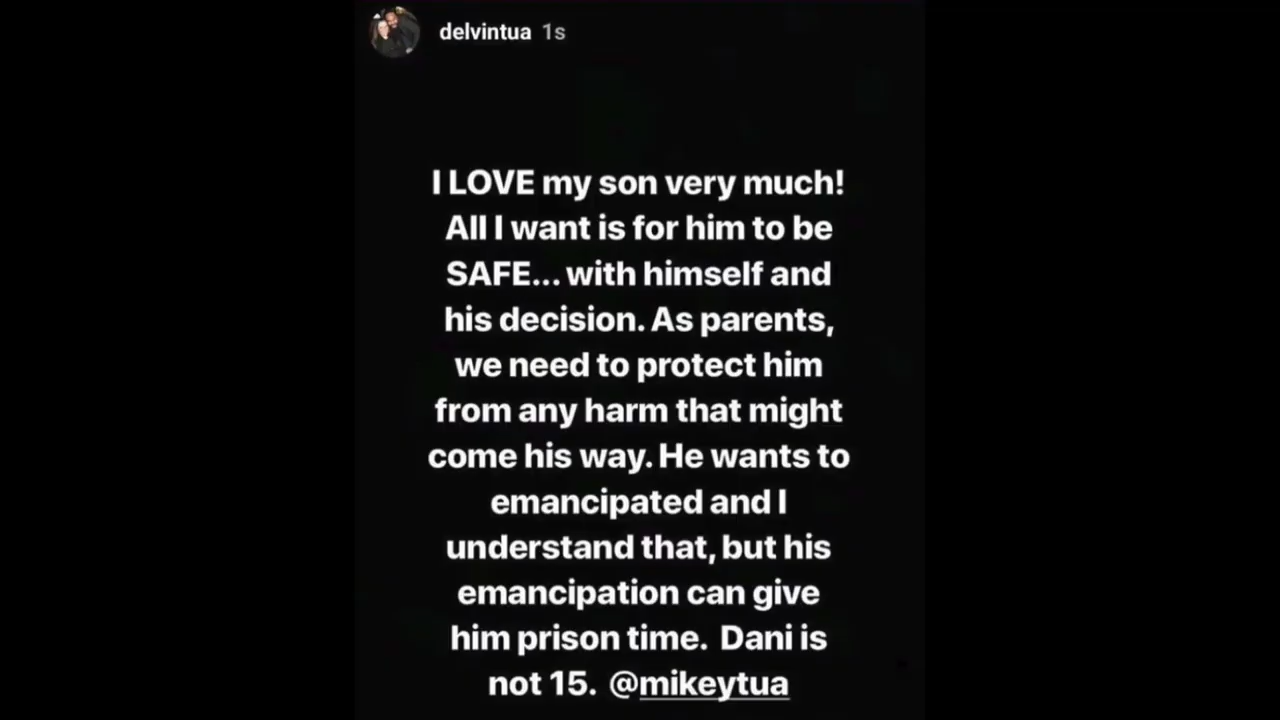 delvintua 1s
I LOVE my son very much!
All I want is for him to be
SAFE... with himself and
his decision. As parents,
we need to protect him
from any harm that might
come his way. He wants to
emancipated and I
understand that, but his
emancipation can give
him prison time. Dani is
not 15. @mikeytua